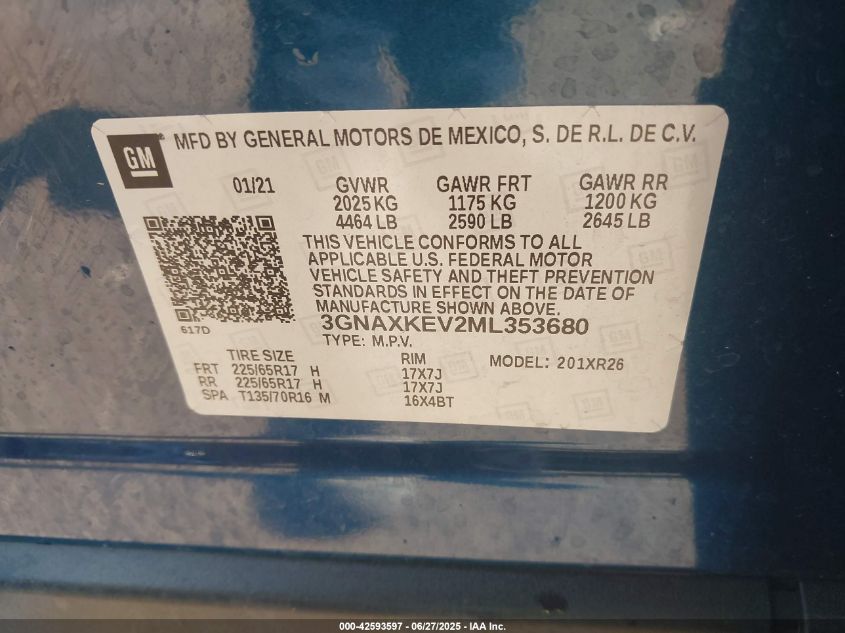 GM
MFD BY GENERAL MOTORS DE MEXICO, S. DE R.L. DE C.V.
01/21 GVWR GAWR FRT GAWR RR
2025 KG 1175 KG 1200 KG
4464 LB 2590 LB 2645 LB
THIS VEHICLE CONFORMS TO ALL
APPLICABLE U.S. FEDERAL MOTOR
VEHICLE SAFETY AND THEFT PREVENTION
STANDARDS IN EFFECT ON THE DATE OF
MANUFACTURE SHOWN ABOVE.
617D 3GNAXKEV2ML353680
TYPE: M.P.V.
TIRE SIZE RIM MODEL: 201XR26
FRT 225/65R17 H 17X7J
RR 225/65R17 H 17X7J
SPA T135/70R16 M 16X4BT
000-42593597 - 06/27/2025 - IAA Inc.